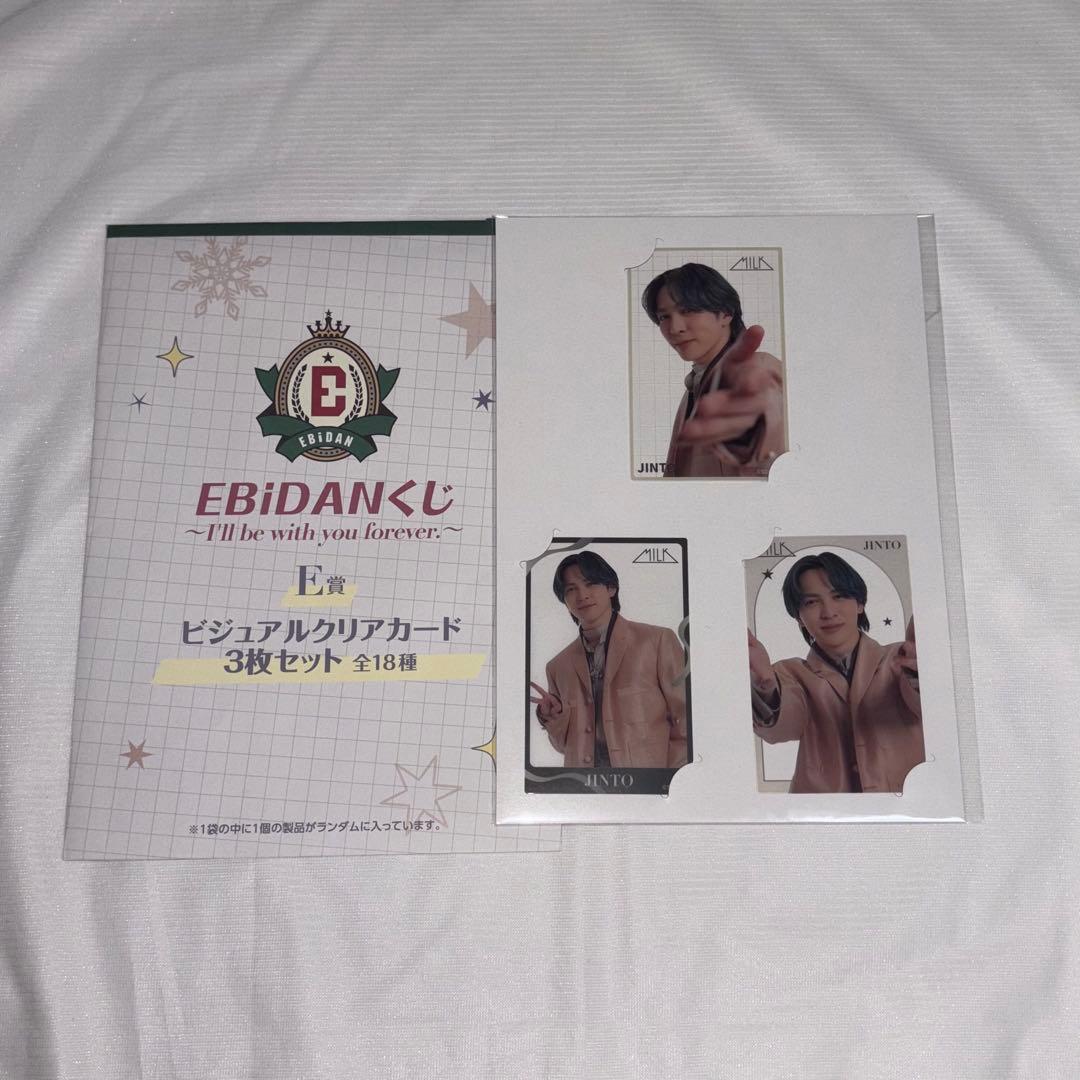 E
EBiDAN
EBiDANくじ
~I'll be with you forever.~
E賞
ビジュアルクリアカード
3枚セット 全18種
※1袋の中に1個の製品がランダムに入っています。
MILK
JINTO
MILK
JINTO
MILK
JINTO